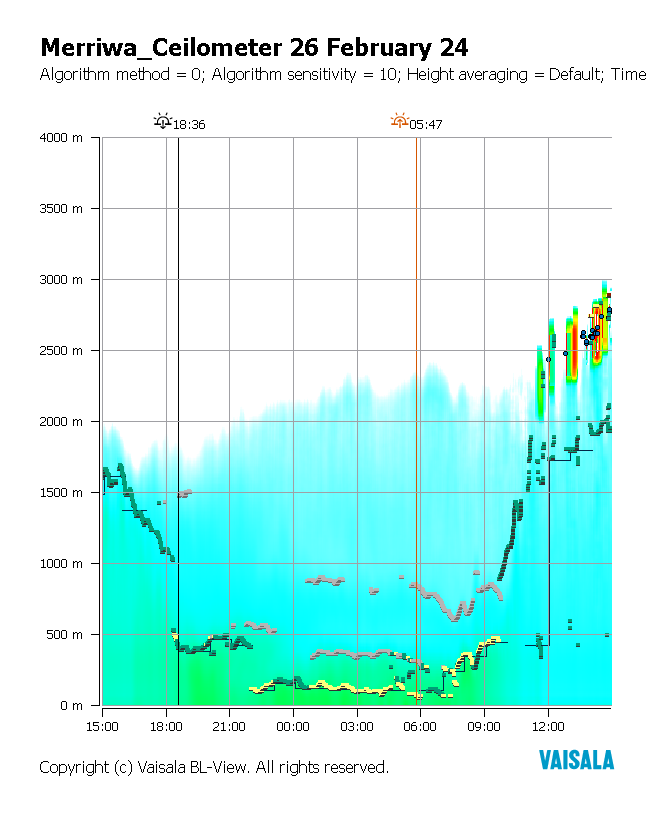 Merriwa_Ceilometer 26 February 24
Algorithm method = 0; Algorithm sensitivity = 10; Height averaging = Default; Time
18:36 05:47
4000 m
3500 m
3000 m
2500 m
2000 m
1500 m
1000 m
500 m
0 m
15:00 18:00 21:00 00:00 03:00 06:00 09:00 12:00
Copyright (c) Vaisala BL-View. All rights reserved.
VAISALA